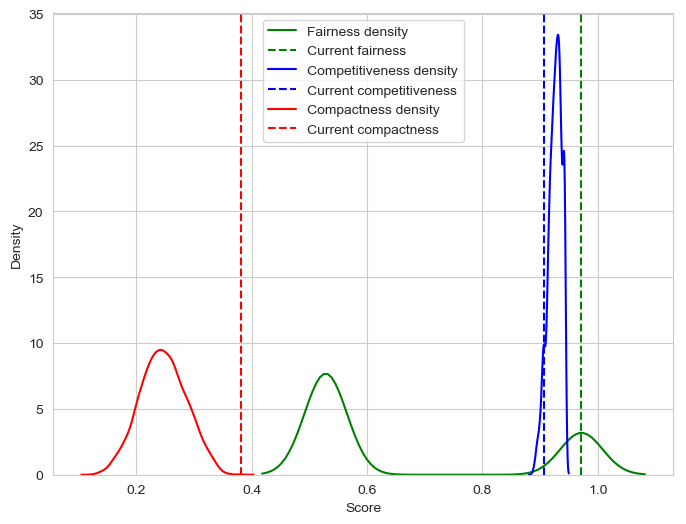 35
30
25
20
15
10
5
0
Density
0.2
0.4
0.6
0.8
1.0
Score
Fairness density
Current fairness
Competitiveness density
Current competitiveness
Compactness density
Current compactness